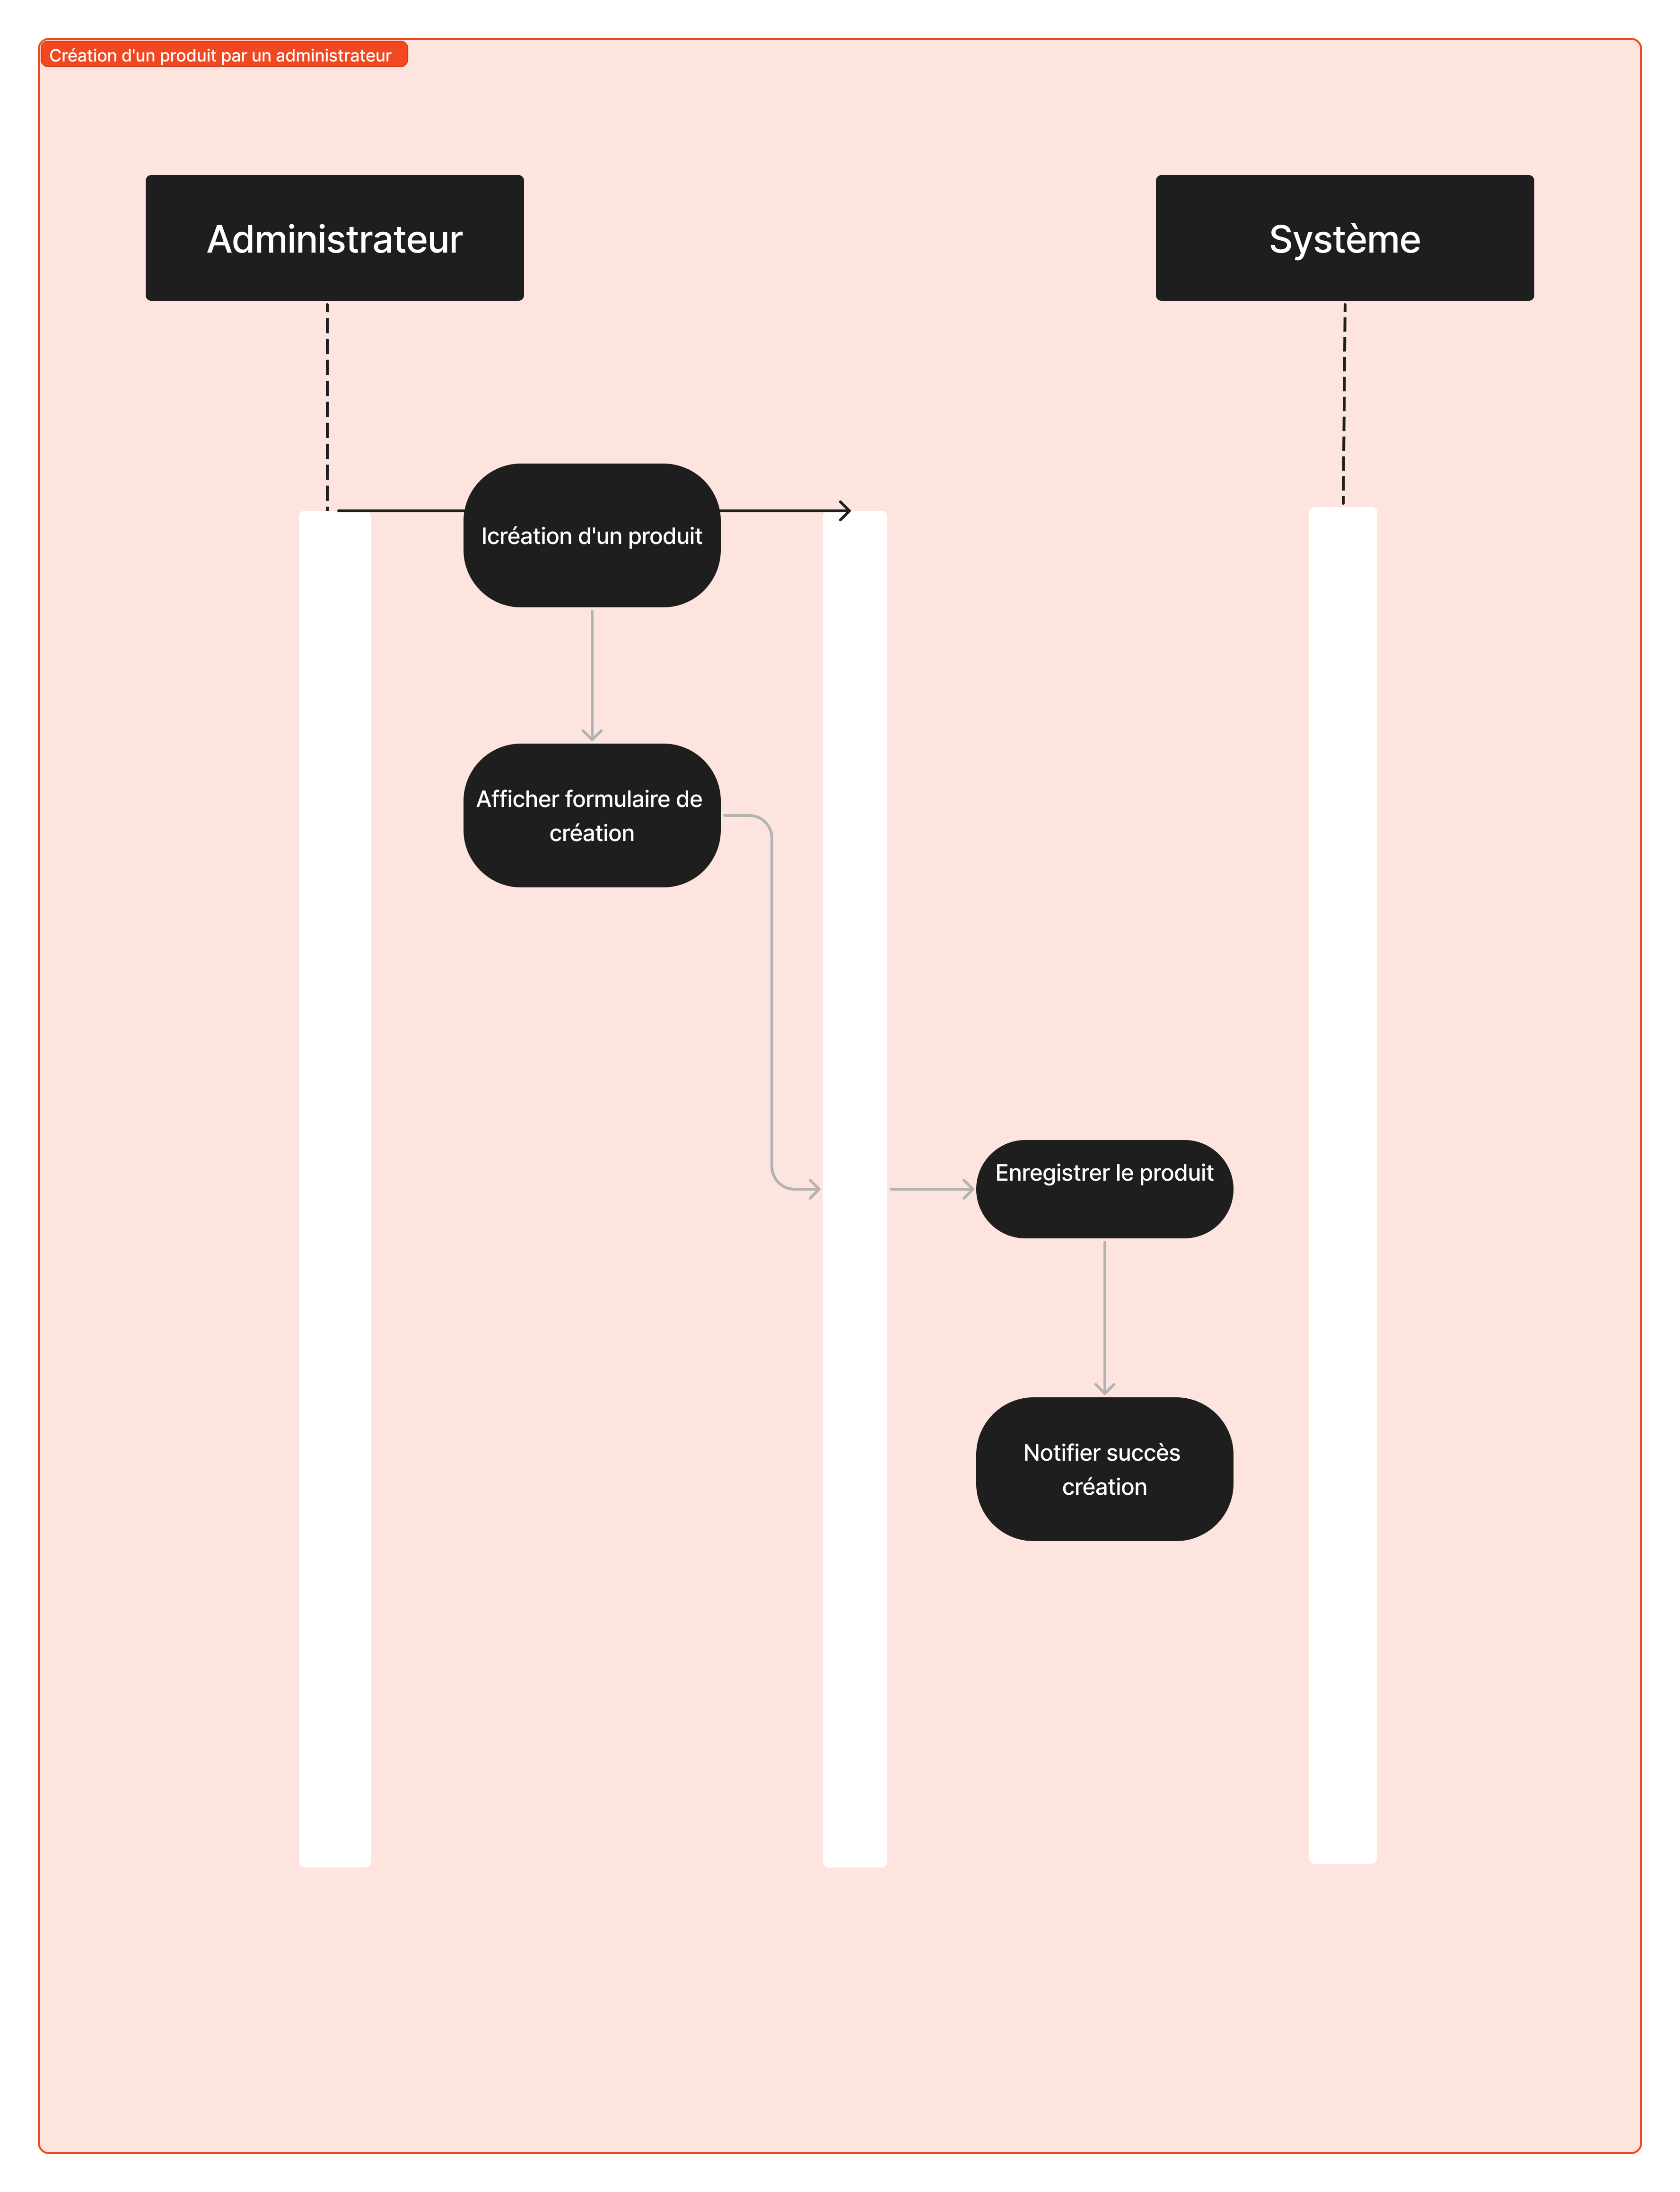 Création d'un produit par un administrateur
Administrateur
Système
Icréation d'un produit
Afficher formulaire de
création
Enregistrer le produit
Notifier succès
création